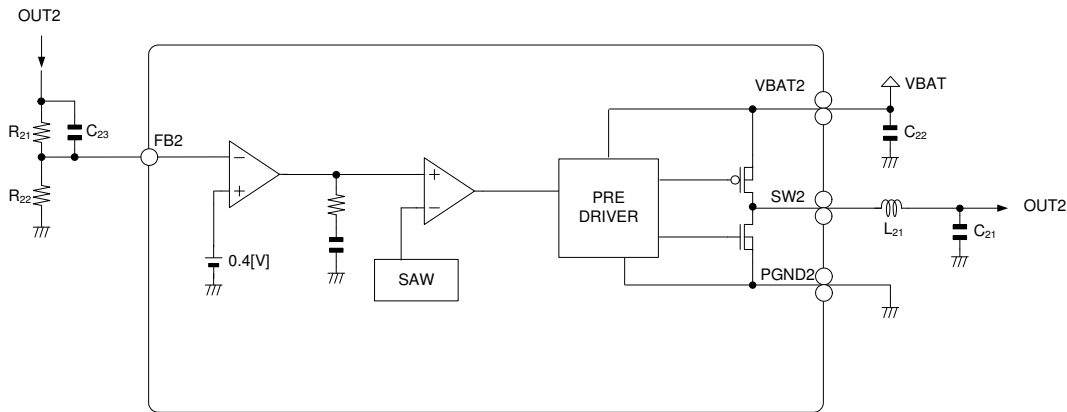 OUT2
VBAT2
VBAT
R21
C23
FB2
C22
R22
PRE
DRIVER
SW2
OUT2
L21
C21
0.4[V]
SAW
PGND2